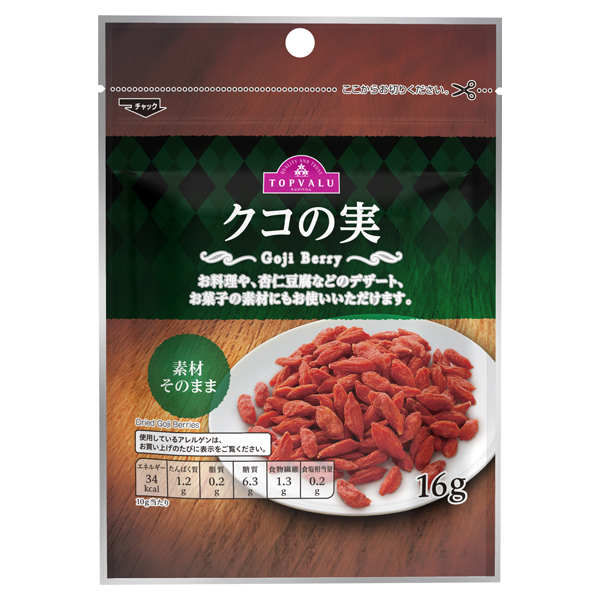 ここからお切りください。
チャック
QUALITY AND TRUST
TOPVALU
トップバリュ
クコの実
Goji Berry
お料理や、杏仁豆腐などのデザート、
お菓子の素材にもお使いいただけます。
素材
そのまま
Dried Goji Berries
使用しているアレルゲンは、
お買い上げのたびに表示をご覧ください。
エネルギー たんぱく質 脂質 糖質 食物繊維 食塩相当量
34 kcal 1.2 g 0.2 g 6.3 g 1.3 g 0.2 g
10g当たり
16g